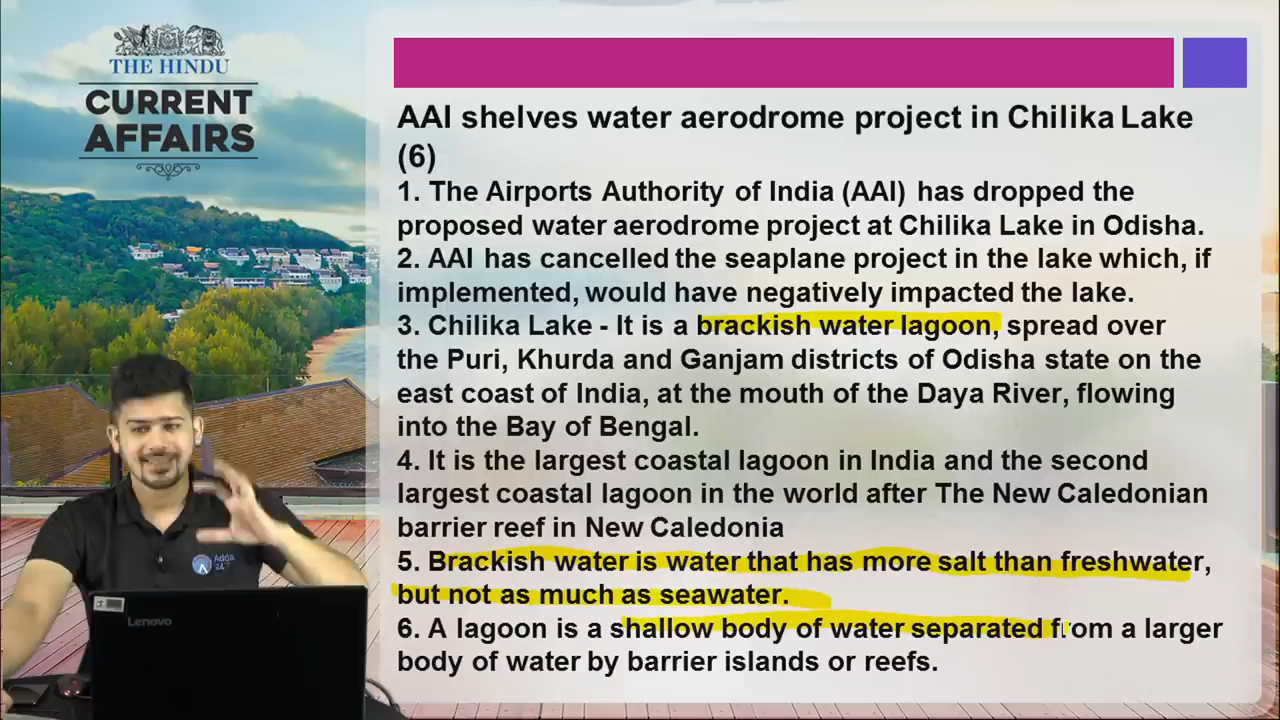 THE HINDU
CURRENT
AFFAIRS
AAI shelves water aerodrome project in Chilika Lake
(6)
1. The Airports Authority of India (AAI) has dropped the
proposed water aerodrome project at Chilika Lake in Odisha.
2. AAI has cancelled the seaplane project in the lake which, if
implemented, would have negatively impacted the lake.
3. Chilika Lake - It is a brackish water lagoon, spread over
the Puri, Khurda and Ganjam districts of Odisha state on the
east coast of India, at the mouth of the Daya River, flowing
into the Bay of Bengal.
4. It is the largest coastal lagoon in India and the second
largest coastal lagoon in the world after The New Caledonian
barrier reef in New Caledonia
5. Brackish water is water that has more salt than freshwater,
but not as much as seawater.
6. A lagoon is a shallow body of water separated from a larger
body of water by barrier islands or reefs.
Adda
247
Lenovo